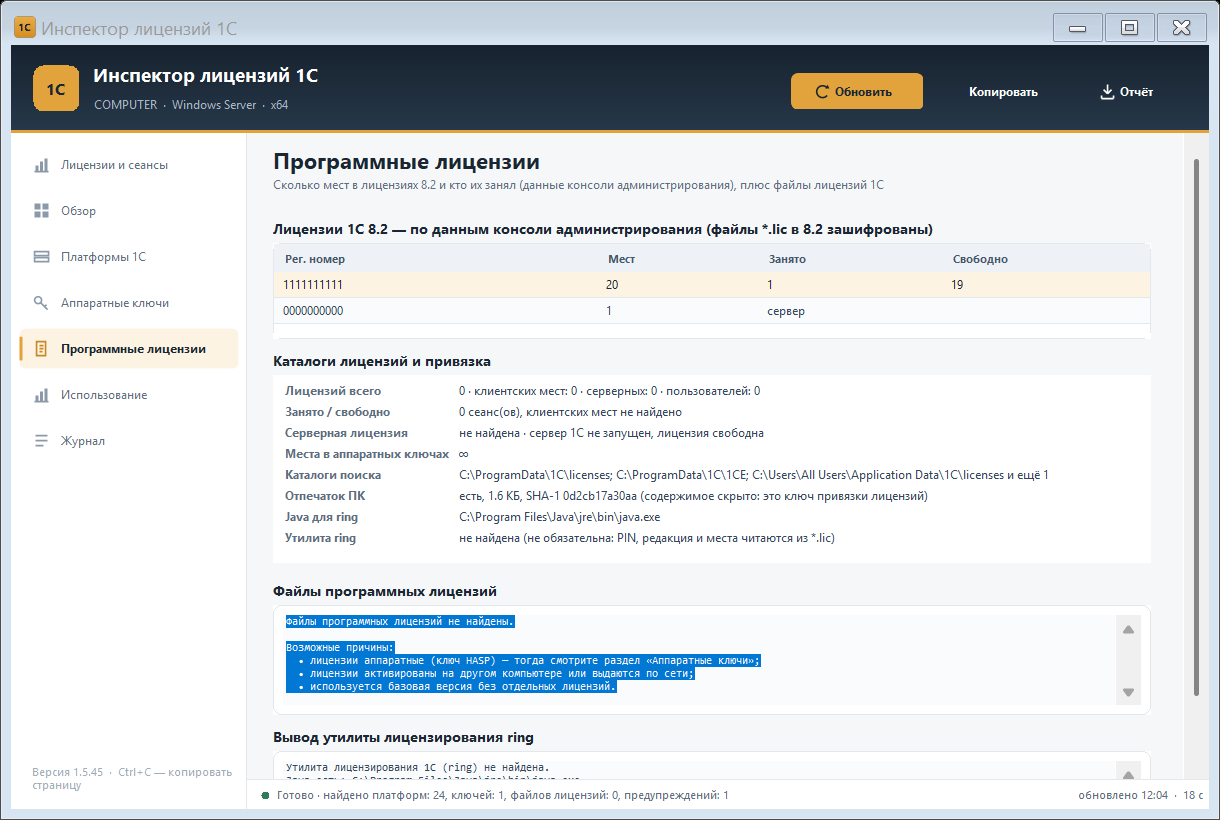 1C Инспектор лицензий 1С
1C
Инспектор лицензий 1С
COMPUTER · Windows Server · x64
Обновить
Копировать
Отчёт
Лицензии и сеансы
Обзор
Платформы 1С
Аппаратные ключи
Программные лицензии
Использование
Журнал
Версия 1.5.45 · Ctrl+C — копировать
страницу
Программные лицензии
Сколько мест в лицензиях 8.2 и кто их занял (данные консоли администрирования), плюс файлы лицензий 1С
Лицензии 1С 8.2 — по данным консоли администрирования (файлы *.lic в 8.2 зашифрованы)
Рег. номер Мест Занято Свободно
1111111111 20 1 19
0000000000 1 сервер
Каталоги лицензий и привязка
Лицензий всего 0 · клиентских мест: 0 · серверных: 0 · пользователей: 0
Занято / свободно 0 сеанс(ов), клиентских мест не найдено
Серверная лицензия не найдена · сервер 1С не запущен, лицензия свободна
Места в аппаратных ключах ∞
Каталоги поиска C:\ProgramData\1C\licenses; C:\ProgramData\1C\1CE; C:\Users\All Users\Application Data\1C\licenses и ещё 1
Отпечаток ПК есть, 1.6 КБ, SHA-1 0d2cb17a30aa (содержимое скрыто: это ключ привязки лицензий)
Java для ring C:\Program Files\Java\jre\bin\java.exe
Утилита ring не найдена (не обязательна: PIN, редакция и места читаются из *.lic)
Файлы программных лицензий
Файлы программных лицензий не найдены.
Возможные причины:
• лицензии аппаратные (ключ HASP) — тогда смотрите раздел «Аппаратные ключи»;
• лицензии активированы на другом компьютере или выдаются по сети;
• используется базовая версия без отдельных лицензий.
Вывод утилиты лицензирования ring
Утилита лицензирования 1С (ring) не найдена.
Готово · найдено платформ: 24, ключей: 1, файлов лицензий: 0, предупреждений: 1
обновлено 12:04 · 18 с